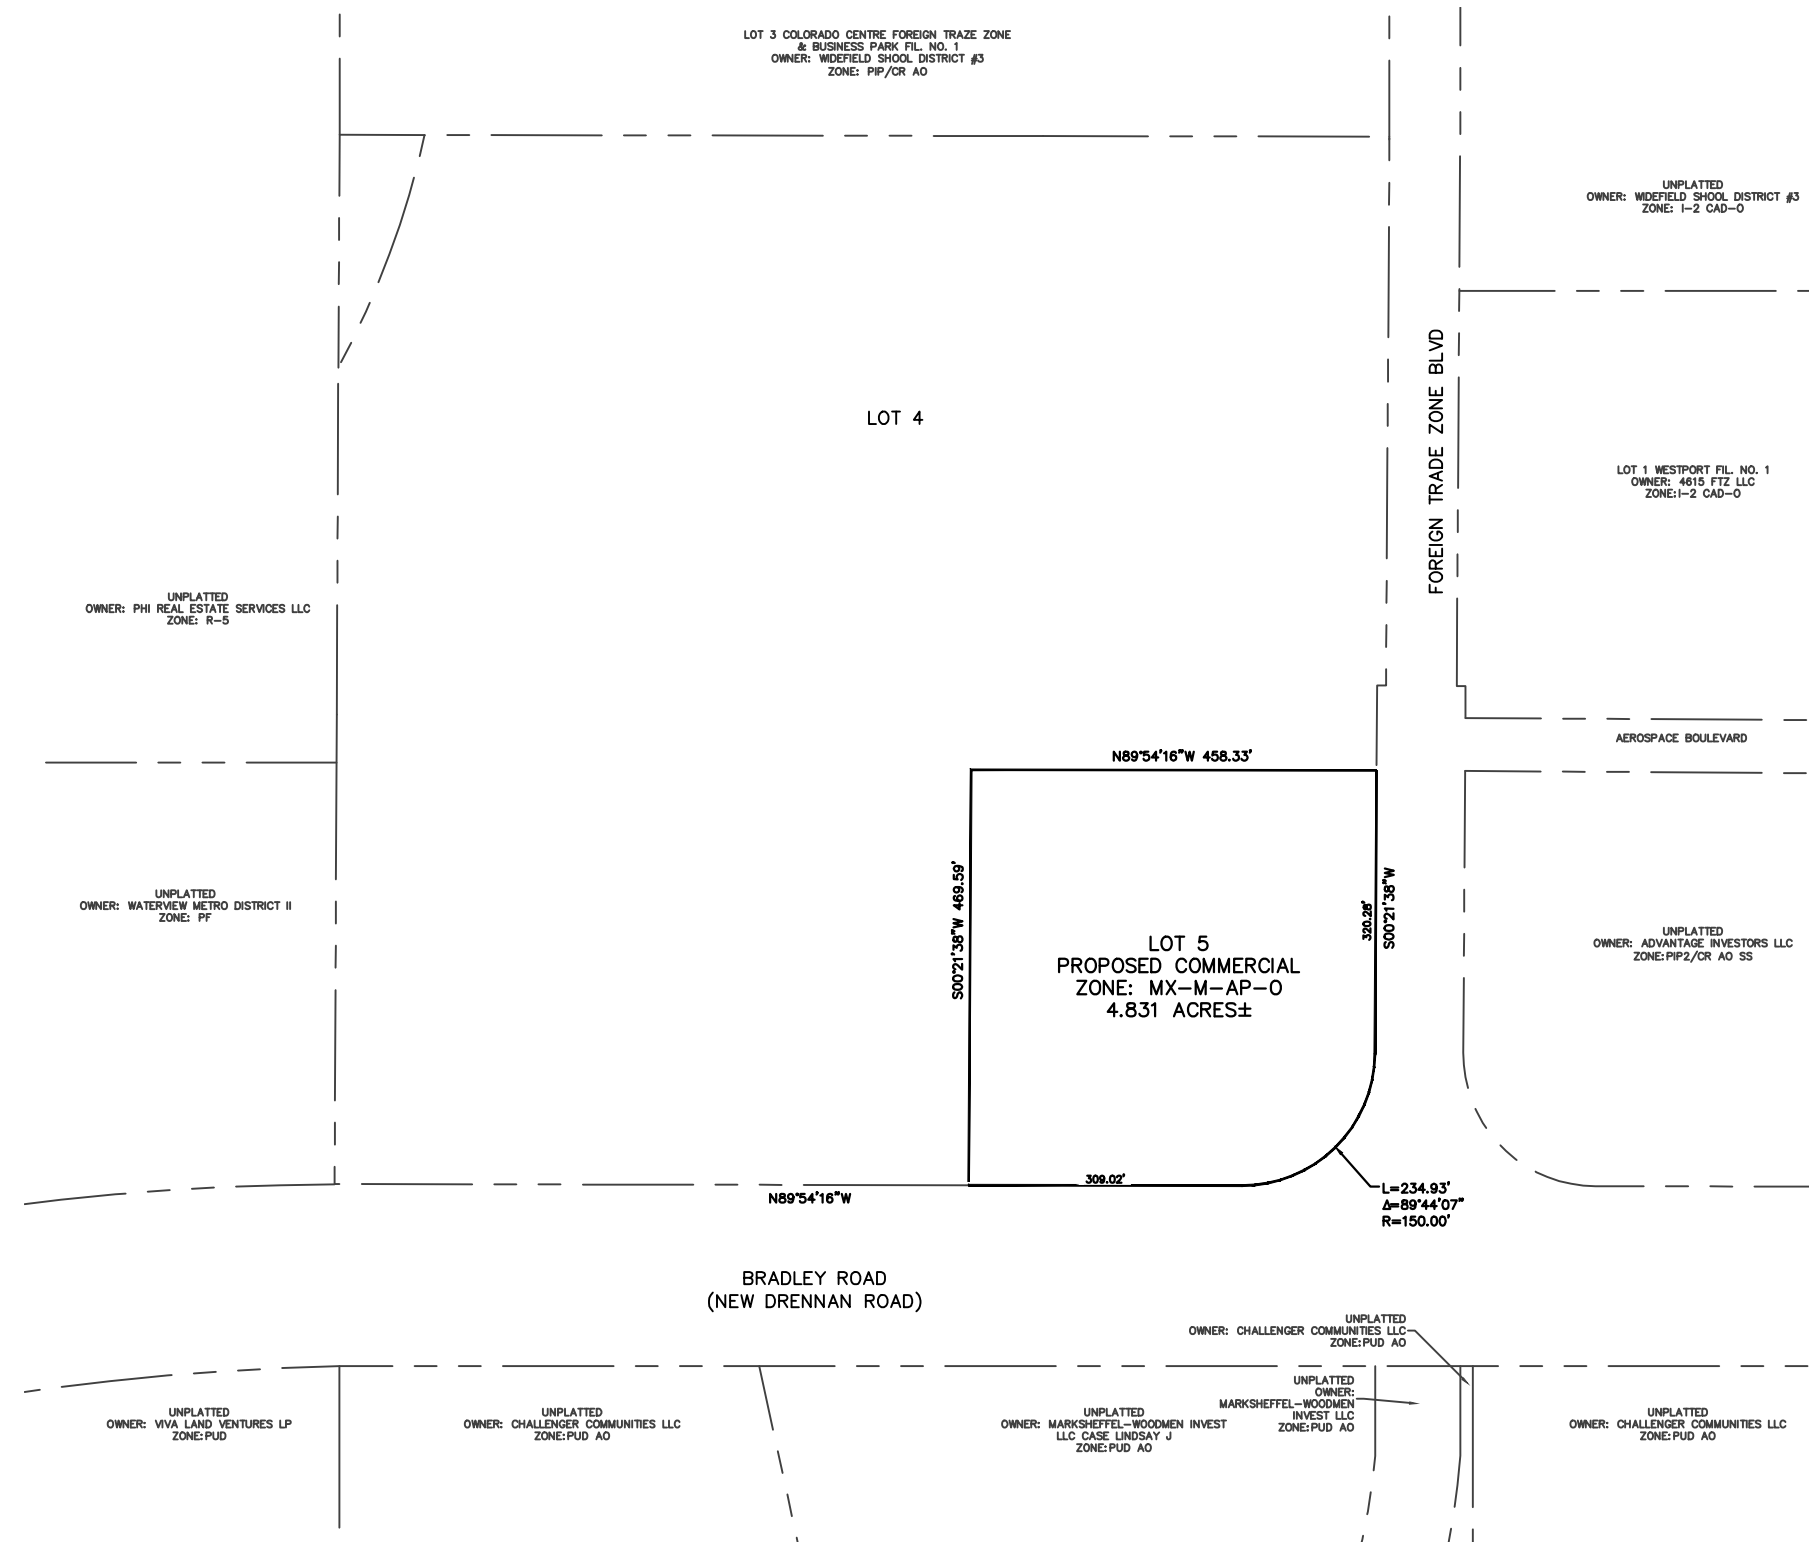 LOT 3 COLORADO CENTRE FOREIGN TRAZE ZONE
& BUSINESS PARK FIL. NO. 1
OWNER: WIDEFIELD SHOOL DISTRICT #3
ZONE: PIP/CR AO
UNPLATTED
OWNER: WIDEFIELD SHOOL DISTRICT #3
ZONE: I-2 CAD-O
FOREIGN TRADE ZONE BLVD
LOT 4
LOT 1 WESTPORT FIL. NO. 1
OWNER: 4615 FTZ LLC
ZONE:I-2 CAD-O
UNPLATTED
OWNER: PHI REAL ESTATE SERVICES LLC
ZONE: R-5
AEROSPACE BOULEVARD
N89°54'16"W 458.33'
S00°21'38"W 469.59'
320.28'
S00°21'38"W
UNPLATTED
OWNER: WATERVIEW METRO DISTRICT II
ZONE: PF
LOT 5
PROPOSED COMMERCIAL
ZONE: MX-M-AP-O
4.831 ACRES±
UNPLATTED
OWNER: ADVANTAGE INVESTORS LLC
ZONE:PIP2/CR AO SS
309.02'
N89°54'16"W
L=234.93'
Δ=89°44'07"
R=150.00'
BRADLEY ROAD
(NEW DRENNAN ROAD)
UNPLATTED
OWNER: CHALLENGER COMMUNITIES LLC
ZONE:PUD AO
UNPLATTED
OWNER:
MARKSHEFFEL-WOODMEN
INVEST LLC
ZONE:PUD AO
UNPLATTED
OWNER: VIVA LAND VENTURES LP
ZONE:PUD
UNPLATTED
OWNER: CHALLENGER COMMUNITIES LLC
ZONE:PUD AO
UNPLATTED
OWNER: MARKSHEFFEL-WOODMEN INVEST
LLC CASE LINDSAY J
ZONE:PUD AO
UNPLATTED
OWNER: CHALLENGER COMMUNITIES LLC
ZONE:PUD AO